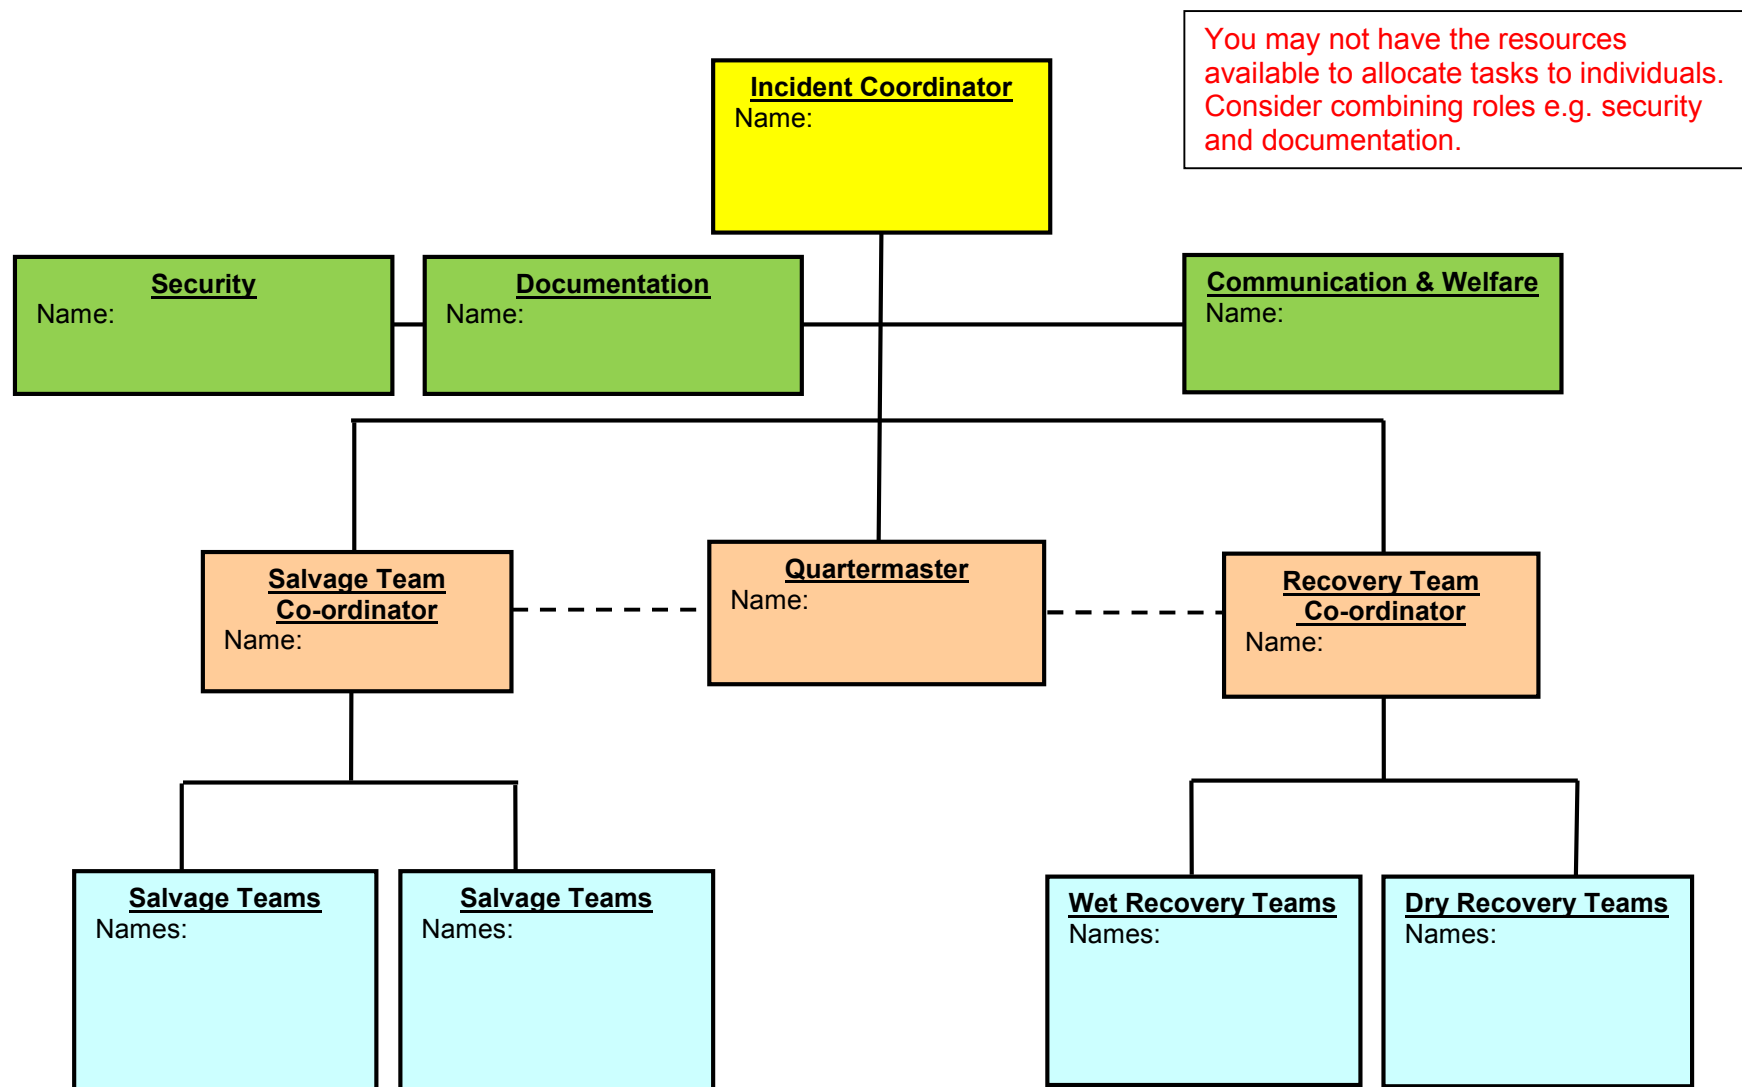 You may not have the resources
available to allocate tasks to individuals.
Consider combining roles e.g. security
and documentation.
Incident Coordinator
Name:
Security
Name:
Documentation
Name:
Communication & Welfare
Name:
Salvage Team
Co-ordinator
Name:
Quartermaster
Name:
Recovery Team
Co-ordinator
Name:
Salvage Teams
Names:
Salvage Teams
Names:
Wet Recovery Teams
Names:
Dry Recovery Teams
Names: